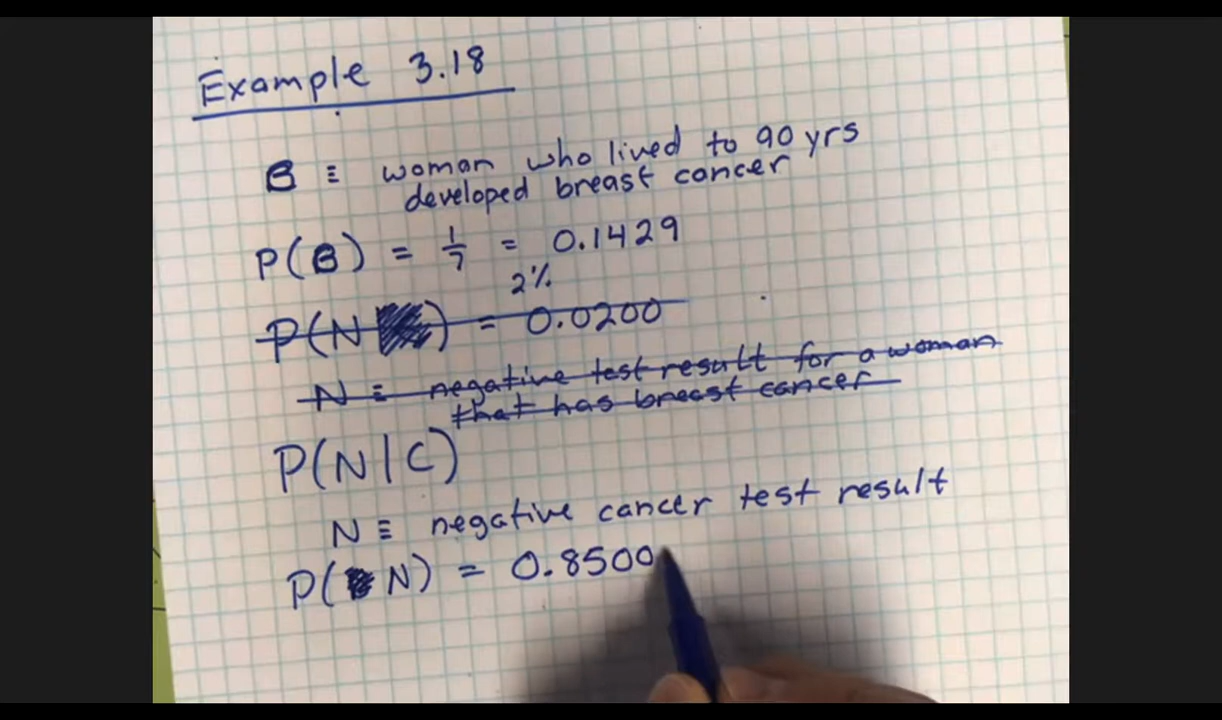 Example 3.18
B ≡ woman who lived to 90 yrs
developed breast cancer
P(B) = 1/7 = 0.1429
2%
P(N ) = 0.0200
N ≡ negative test result for a woman
that has breast cancer
P(N|C)
N ≡ negative cancer test result
P( N) = 0.8500